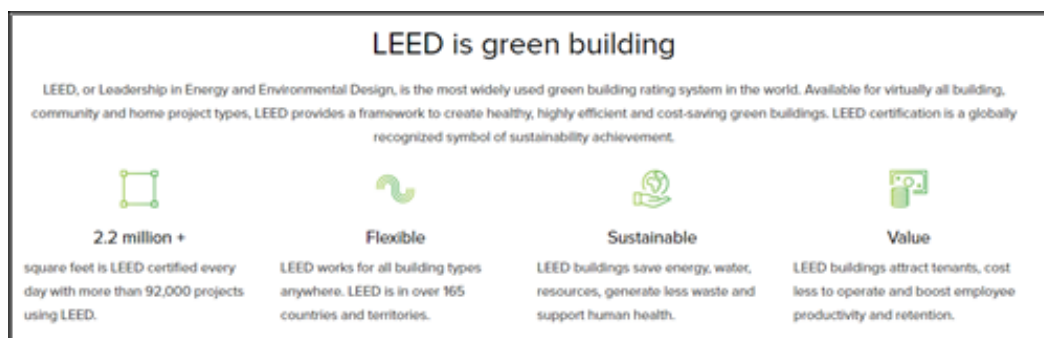 LEED is green building
LEED, or Leadership in Energy and Environmental Design, is the most widely used green building rating system in the world. Available for virtually all building,
community and home project types, LEED provides a framework to create healthy, highly efficient and cost-saving green buildings. LEED certification is a globally
recognized symbol of sustainability achievement.
2.2 million +
square feet is LEED certified every
day with more than 92,000 projects
using LEED.
Flexible
LEED works for all building types
anywhere. LEED is in over 165
countries and territories.
Sustainable
LEED buildings save energy, water,
resources, generate less waste and
support human health.
Value
LEED buildings attract tenants, cost
less to operate and boost employee
productivity and retention.